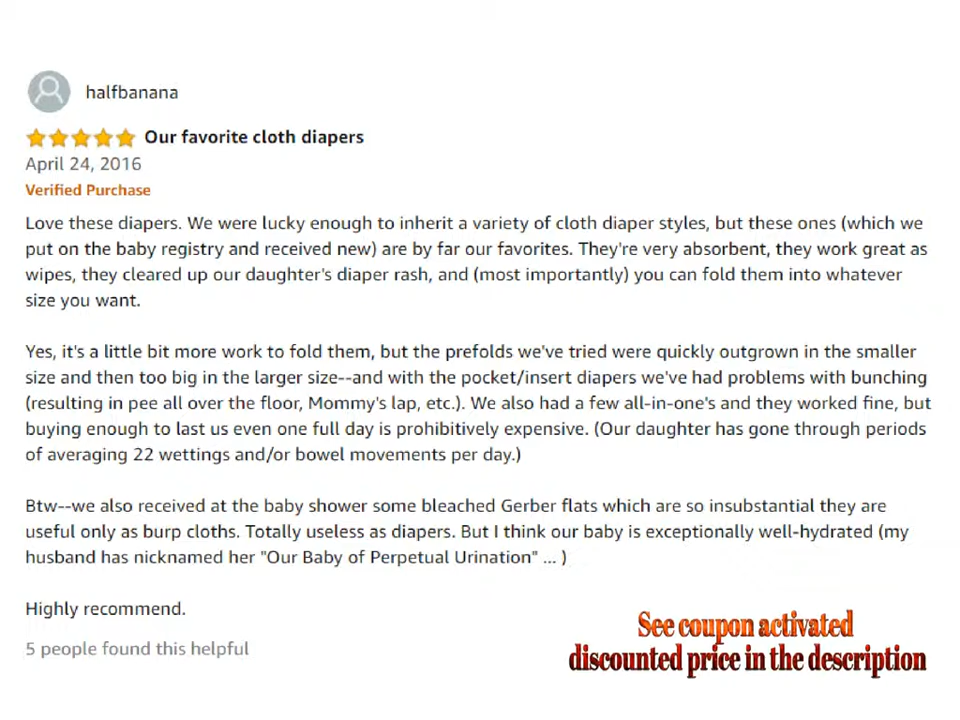 halfbanana
Our favorite cloth diapers
April 24, 2016
Verified Purchase
Love these diapers. We were lucky enough to inherit a variety of cloth diaper styles, but these ones (which we
put on the baby registry and received new) are by far our favorites. They're very absorbent, they work great as
wipes, they cleared up our daughter's diaper rash, and (most importantly) you can fold them into whatever
size you want.
Yes, it's a little bit more work to fold them, but the prefolds we've tried were quickly outgrown in the smaller
size and then too big in the larger size--and with the pocket/insert diapers we've had problems with bunching
(resulting in pee all over the floor, Mommy's lap, etc.). We also had a few all-in-one's and they worked fine, but
buying enough to last us even one full day is prohibitively expensive. (Our daughter has gone through periods
of averaging 22 wettings and/or bowel movements per day.)
Btw--we also received at the baby shower some bleached Gerber flats which are so insubstantial they are
useful only as burp cloths. Totally useless as diapers. But I think our baby is exceptionally well-hydrated (my
husband has nicknamed her "Our Baby of Perpetual Urination" ... )
Highly recommend.
5 people found this helpful
See coupon activated
discounted price in the description